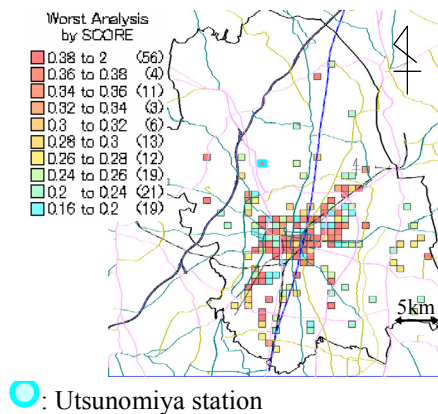 Worst Analysis
by SCORE
0.38 to 2 (56)
0.36 to 0.38 (4)
0.34 to 0.36 (11)
0.32 to 0.34 (3)
0.3 to 0.32 (6)
0.28 to 0.3 (13)
0.26 to 0.28 (12)
0.24 to 0.26 (19)
0.2 to 0.24 (21)
0.16 to 0.2 (19)
4
5km
: Utsunomiya station